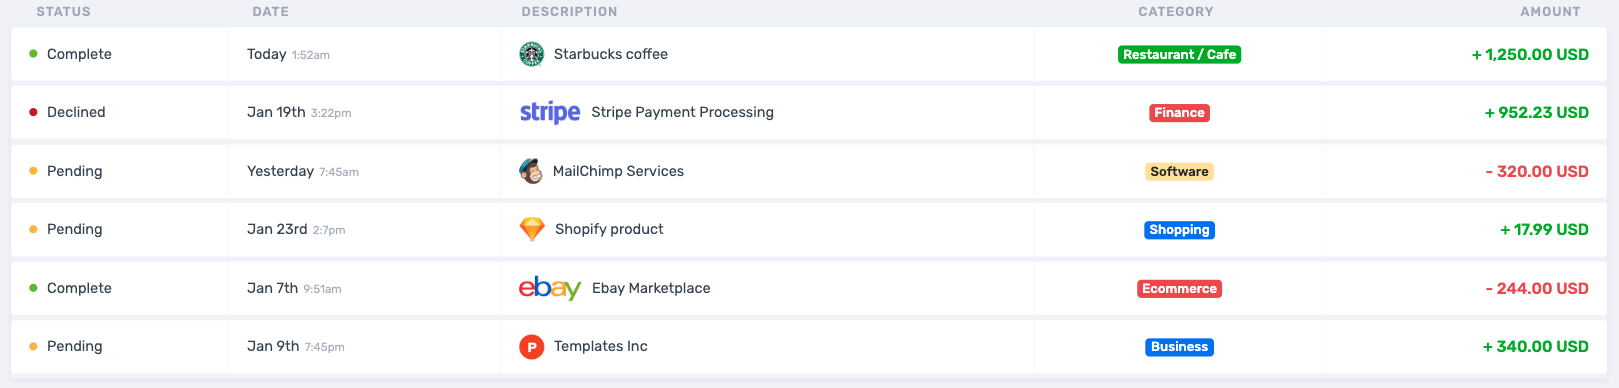 STATUS DATE DESCRIPTION CATEGORY AMOUNT
Complete Today 1:52am Starbucks coffee Restaurant / Cafe + 1,250.00 USD
Declined Jan 19th 3:22pm stripe Stripe Payment Processing Finance + 952.23 USD
Pending Yesterday 7:45am MailChimp Services Software - 320.00 USD
Pending Jan 23rd 2:7pm Shopify product Shopping + 17.99 USD
Complete Jan 7th 9:51am ebay Ebay Marketplace Ecommerce - 244.00 USD
Pending Jan 9th 7:45pm P Templates Inc Business + 340.00 USD